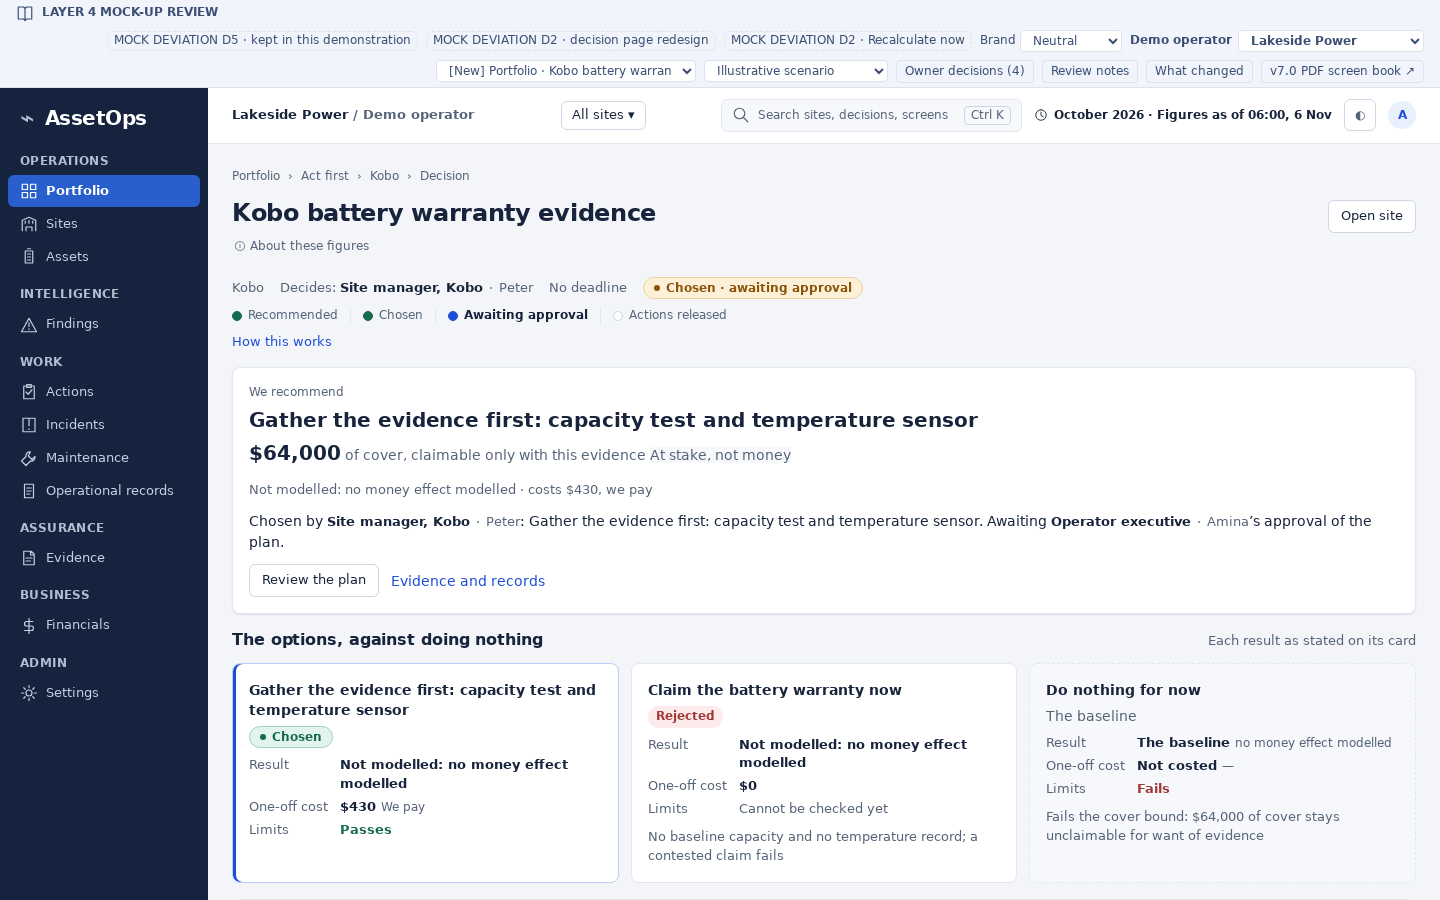 LAYER 4 MOCK-UP REVIEW
MOCK DEVIATION D5 · kept in this demonstration
MOCK DEVIATION D2 · decision page redesign
MOCK DEVIATION D2 · Recalculate now
Brand
Neutral
Demo operator
Lakeside Power
[New] Portfolio · Kobo battery warran
Illustrative scenario
Owner decisions (4)
Review notes
What changed
v7.0 PDF screen book ↗
AssetOps
OPERATIONS
Portfolio
Sites
Assets
INTELLIGENCE
Findings
WORK
Actions
Incidents
Maintenance
Operational records
ASSURANCE
Evidence
BUSINESS
Financials
ADMIN
Settings
Lakeside Power / Demo operator
All sites ▾
Search sites, decisions, screens
Ctrl K
October 2026 · Figures as of 06:00, 6 Nov
A
Portfolio › Act first › Kobo › Decision
Kobo battery warranty evidence
Open site
About these figures
Kobo Decides: Site manager, Kobo · Peter No deadline Chosen · awaiting approval
Recommended
Chosen
Awaiting approval
Actions released
How this works
We recommend
Gather the evidence first: capacity test and temperature sensor
$64,000 of cover, claimable only with this evidence At stake, not money
Not modelled: no money effect modelled · costs $430, we pay
Chosen by Site manager, Kobo · Peter: Gather the evidence first: capacity test and temperature sensor. Awaiting Operator executive · Amina’s approval of the
plan.
Review the plan
Evidence and records
The options, against doing nothing
Each result as stated on its card
Gather the evidence first: capacity test and
temperature sensor
Chosen
Result Not modelled: no money effect
modelled
One-off cost $430 We pay
Limits Passes
Claim the battery warranty now
Rejected
Result Not modelled: no money effect
modelled
One-off cost $0
Limits Cannot be checked yet
No baseline capacity and no temperature record; a
contested claim fails
Do nothing for now
The baseline
Result The baseline no money effect modelled
One-off cost Not costed —
Limits Fails
Fails the cover bound: $64,000 of cover stays
unclaimable for want of evidence